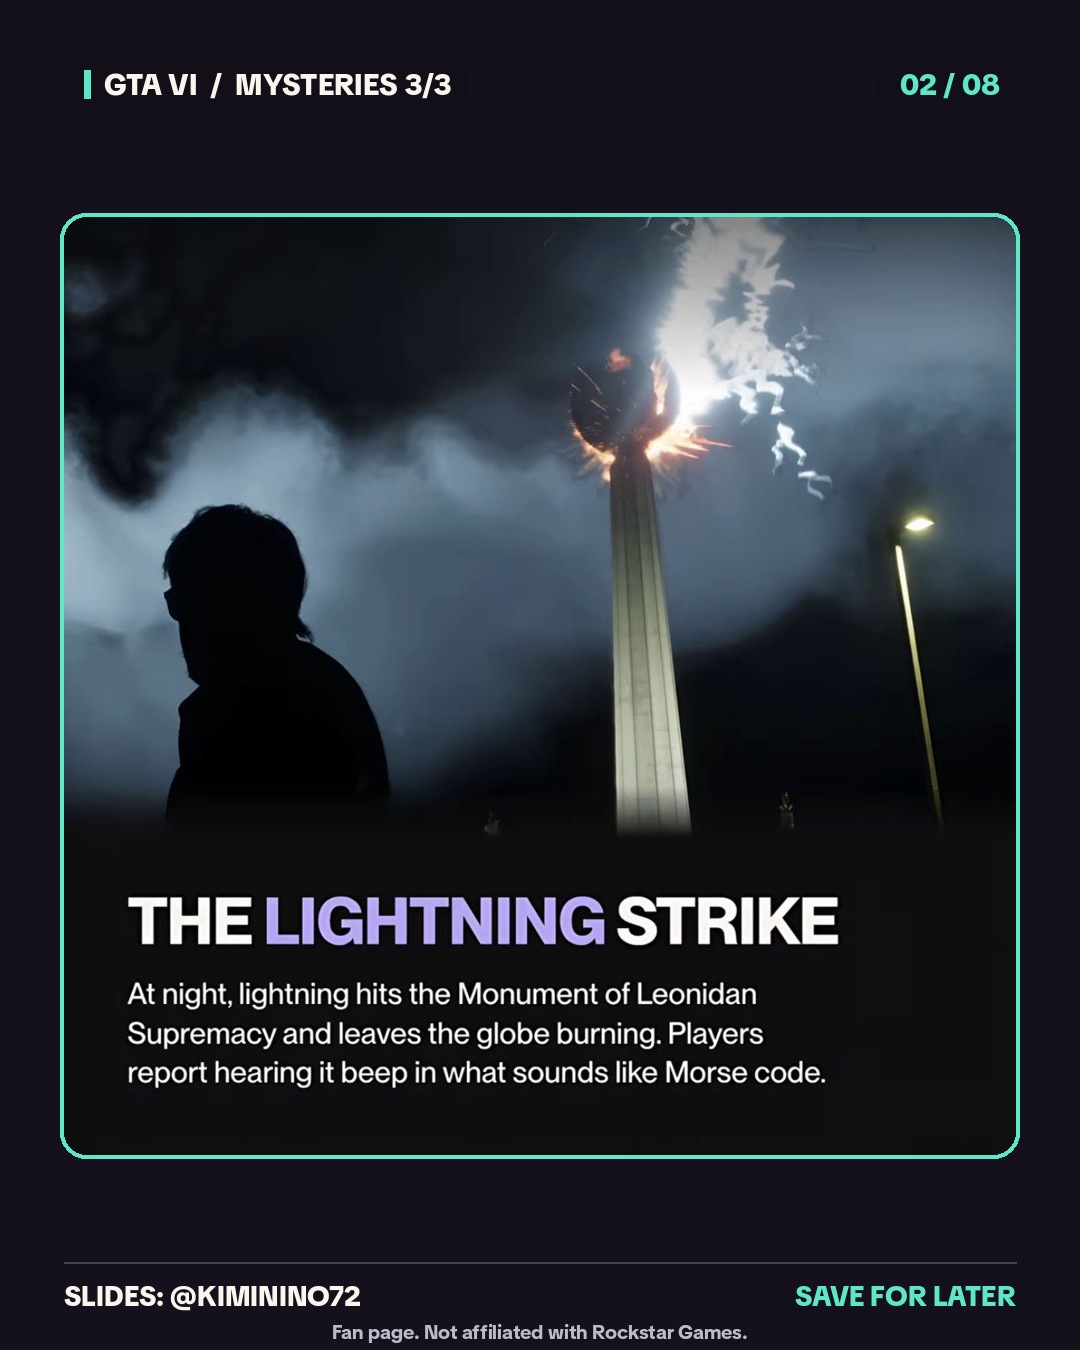 GTA VI / MYSTERIES 3/3
02 / 08
THE LIGHTNING STRIKE
At night, lightning hits the Monument of Leonidan
Supremacy and leaves the globe burning. Players
report hearing it beep in what sounds like Morse code.
SLIDES: @KIMININO72
SAVE FOR LATER
Fan page. Not affiliated with Rockstar Games.